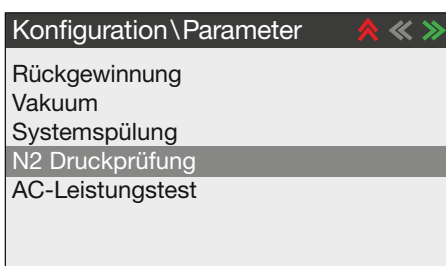 Konfiguration\Parameter
Rückgewinnung
Vakuum
Systemspülung
N2 Druckprüfung
AC-Leistungstest